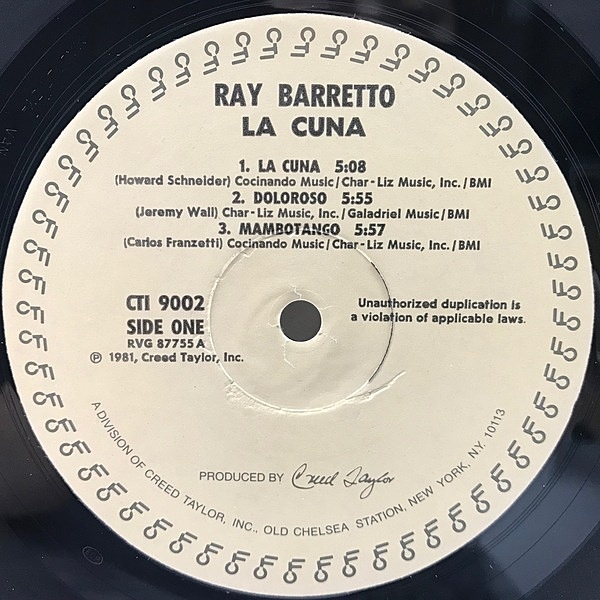 RAY BARRETTO
LA CUNA
1. LA CUNA 5:08
(Howard Schneider) Cocinando Music/Char-Liz Music, Inc./BMI
2. DOLOROSO 5:55
(Jeremy Wall) Char-Liz Music, Inc./Galadriel Music/BMI
3. MAMBOTANGO 5:57
(Carlos Franzetti) Cocinando Music/Char-Liz Music, Inc./BMI
CTI 9002
SIDE ONE
RVG 87755 A
℗ 1981, Creed Taylor, Inc.
Unauthorized duplication is
a violation of applicable laws.
PRODUCED BY Creed Taylor
A DIVISION OF CREED TAYLOR, INC., OLD CHELSEA STATION, NEW YORK, N.Y. 10113